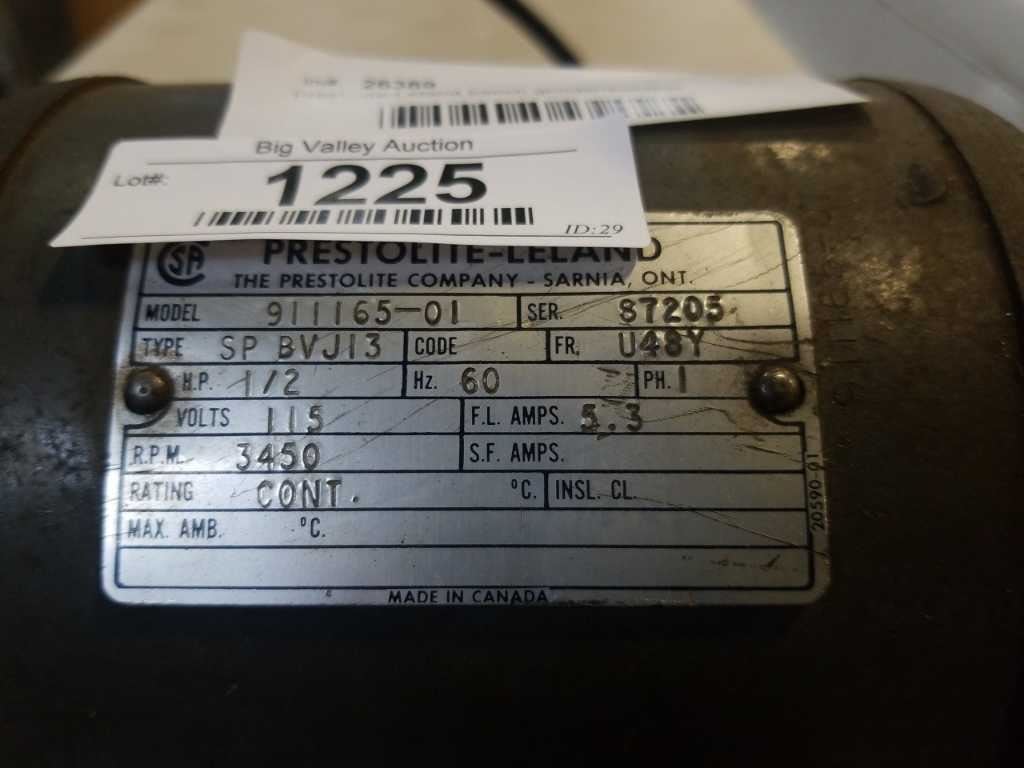 26389
Big Valley Auction
Lot#: 1225
ID:29
SA PRESTOLITE-LELAND
THE PRESTOLITE COMPANY - SARNIA, ONT.
MODEL 911165-01 SER. 87205
TYPE SP BVJ13 CODE FR. U48Y
H.P. 1/2 Hz. 60 PH. 1
VOLTS 115 F.L. AMPS. 5.3
R.P.M. 3450 S.F. AMPS.
RATING CONT. °C. INSL. CL.
MAX. AMB. °C.
20590-01
MADE IN CANADA